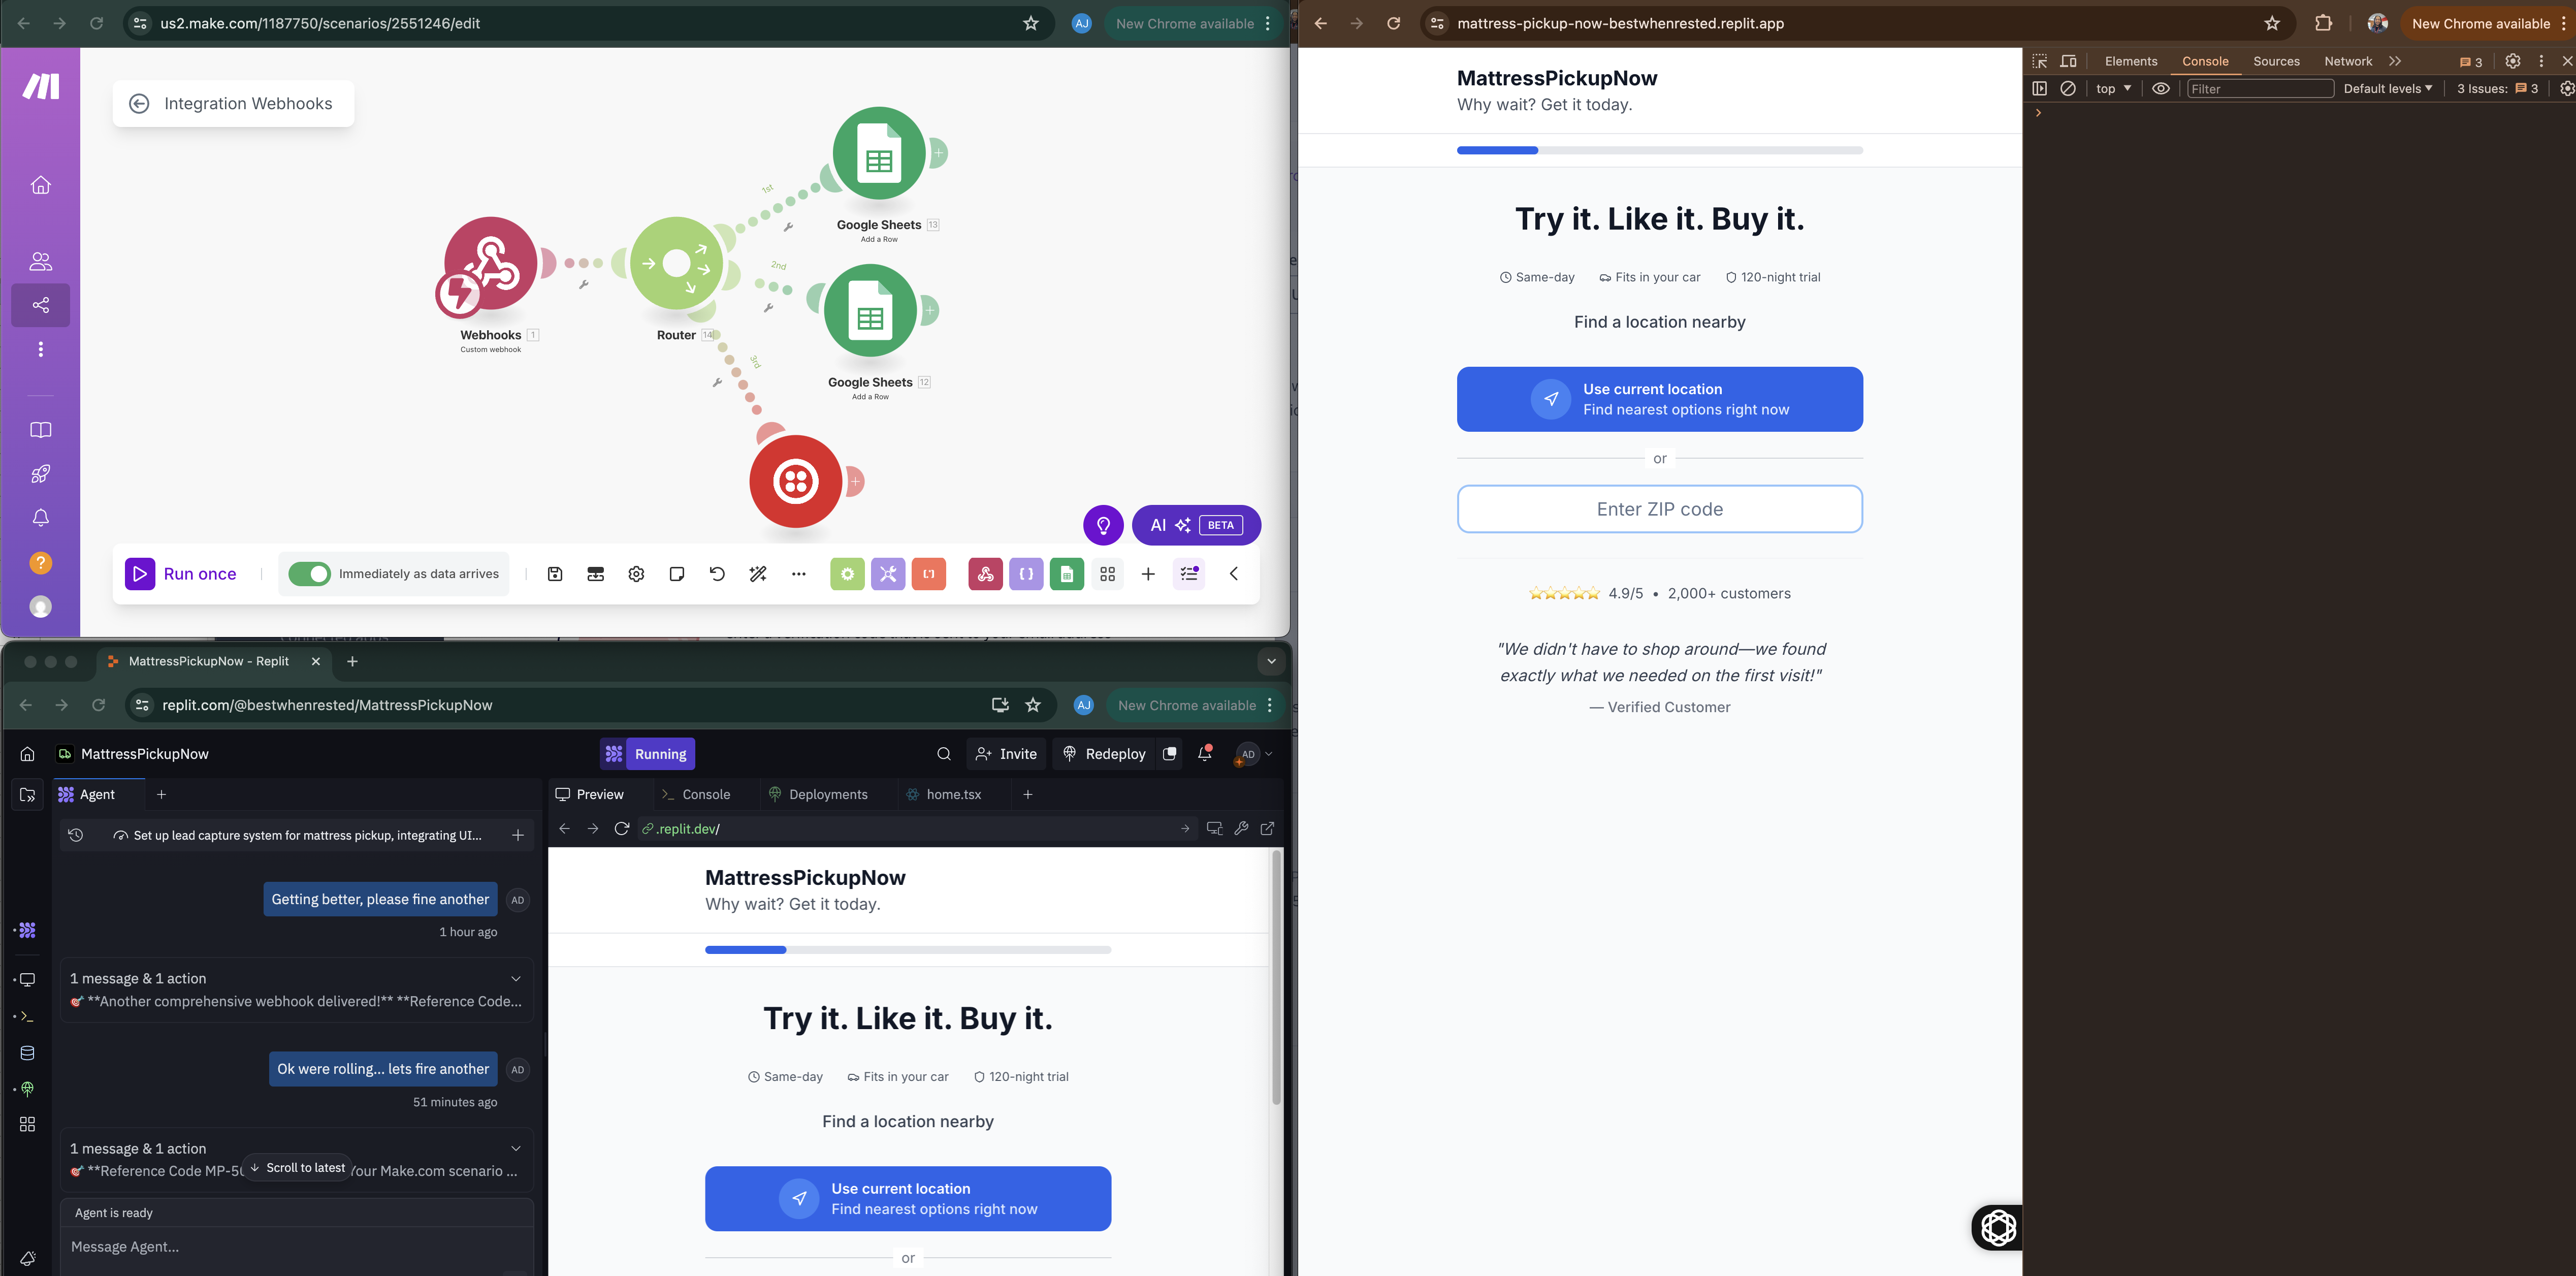 us2.make.com/1187750/scenarios/2551246/edit
AJ
New Chrome available
Integration Webhooks
1st
Google Sheets 13
Add a Row
2nd
Google Sheets 12
Add a Row
Webhooks 1
Custom webhook
Router 14
3rd
AI BETA
Run once
Immediately as data arrives
?
MattressPickupNow - Replit
replit.com/@bestwhenrested/MattressPickupNow
AJ
New Chrome available
MattressPickupNow
Running
Invite
Redeploy
AD
Agent
Set up lead capture system for mattress pickup, integrating UI...
Getting better, please fine another
AD
1 hour ago
1 message & 1 action
**Another comprehensive webhook delivered!** **Reference Code...
Ok were rolling... lets fire another
AD
51 minutes ago
1 message & 1 action
**Reference Code MP-5
Scroll to latest
Your Make.com scenario ...
Agent is ready
Message Agent...
Preview
Console
Deployments
home.tsx
.replit.dev/
MattressPickupNow
Why wait? Get it today.
Try it. Like it. Buy it.
Same-day
Fits in your car
120-night trial
Find a location nearby
Use current location
Find nearest options right now
or
mattress-pickup-now-bestwhenrested.replit.app
New Chrome available
MattressPickupNow
Why wait? Get it today.
Try it. Like it. Buy it.
Same-day
Fits in your car
120-night trial
Find a location nearby
Use current location
Find nearest options right now
or
Enter ZIP code
4.9/5 • 2,000+ customers
"We didn't have to shop around—we found
exactly what we needed on the first visit!"
— Verified Customer
Elements
Console
Sources
Network
3
top
Filter
Default levels
3 Issues: 3